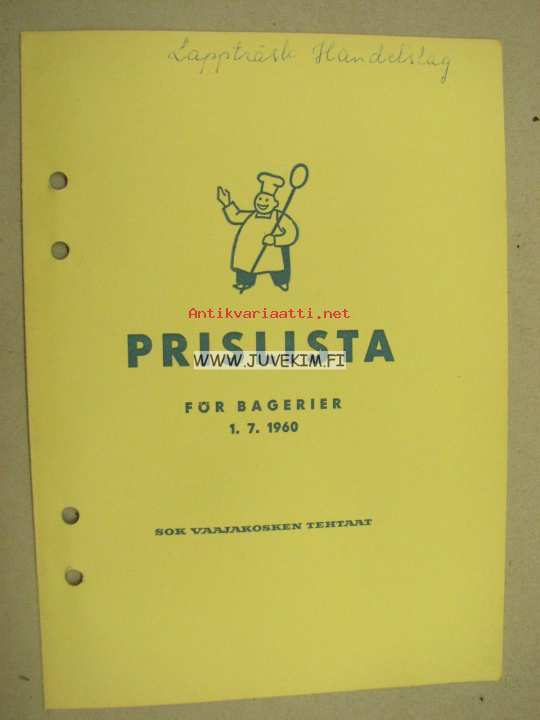 Lappträsk Handelslag
Antikvariaatti.net
PRISLISTA
WWW.JUVEKIM.FI
FÖR BAGERIER
1. 7. 1960
SOK VAAJAKOSKEN TEHTAAT